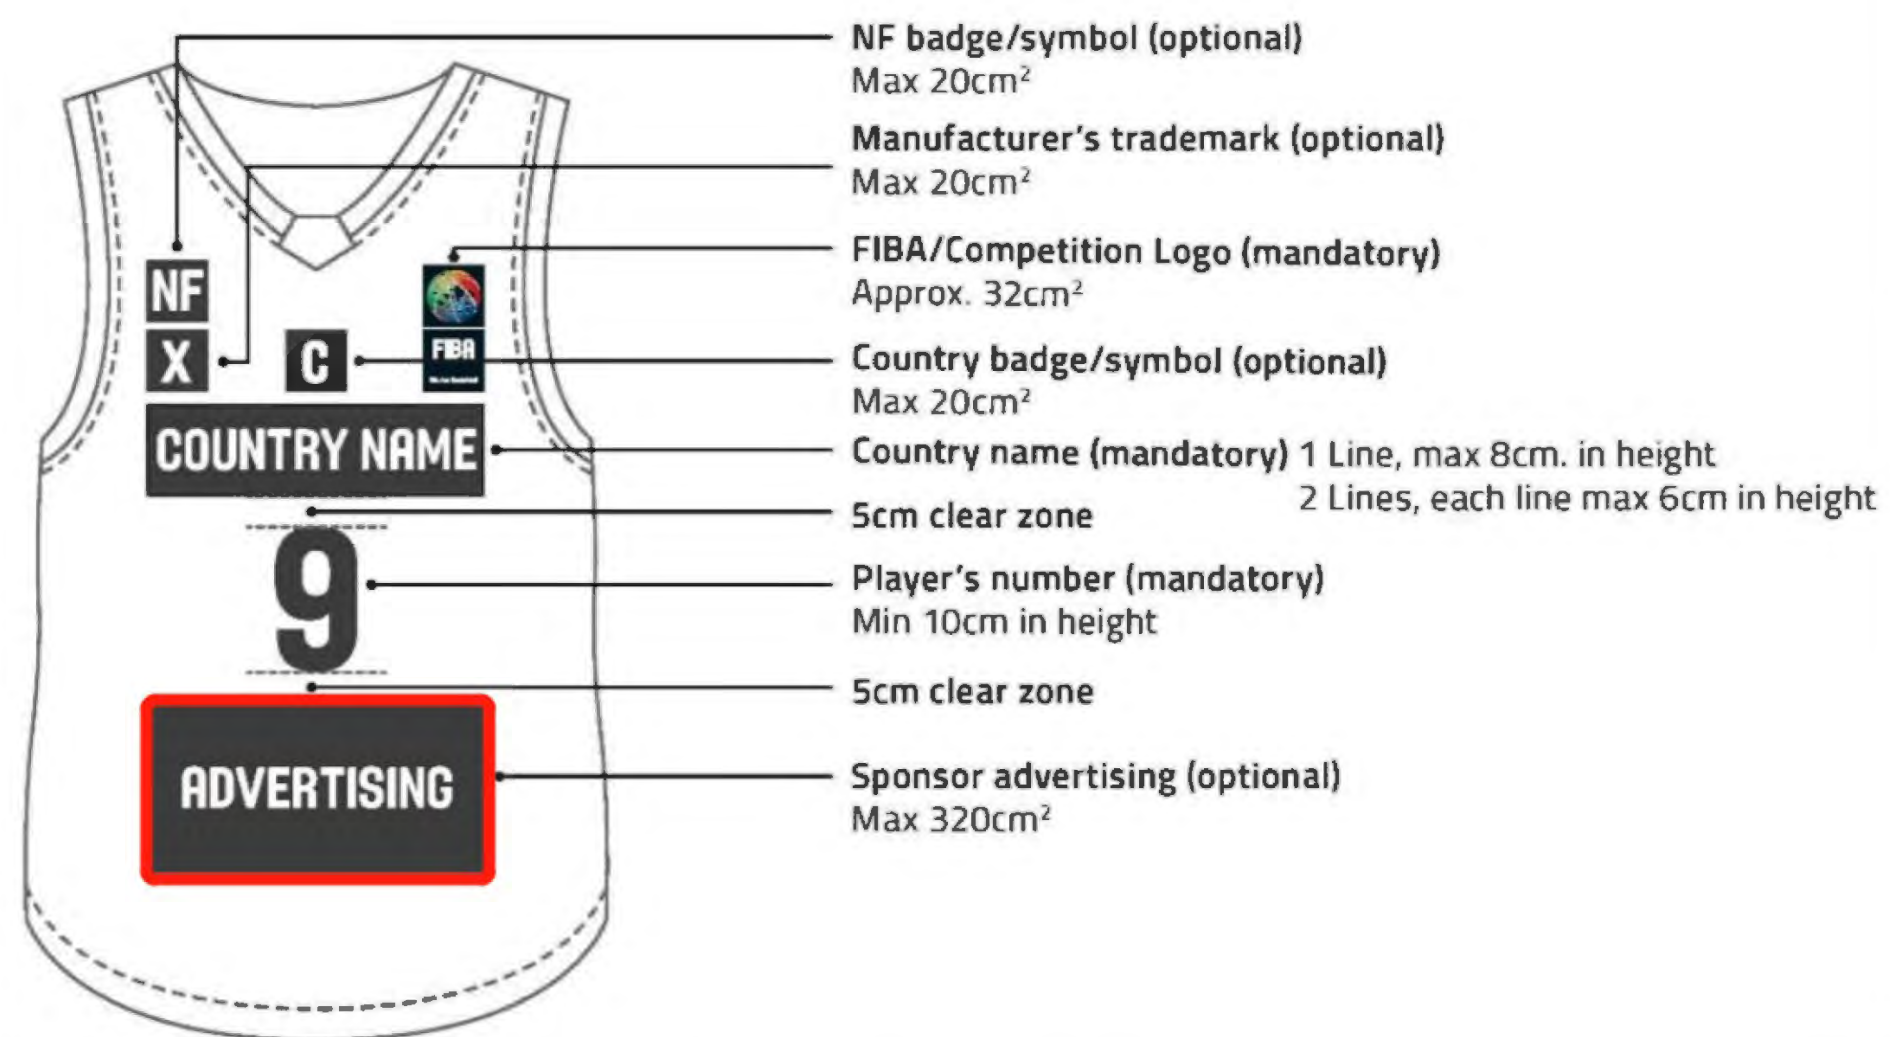 NF badge/symbol (optional)
Max 20cm²
Manufacturer's trademark (optional)
Max 20cm²
FIBA/Competition Logo (mandatory)
Approx. 32cm²
Country badge/symbol (optional)
Max 20cm²
Country name (mandatory) 1 Line, max 8cm. in height
2 Lines, each line max 6cm in height
5cm clear zone
Player's number (mandatory)
Min 10cm in height
5cm clear zone
Sponsor advertising (optional)
Max 320cm²
NF
X
C
FIBA
COUNTRY NAME
9
ADVERTISING